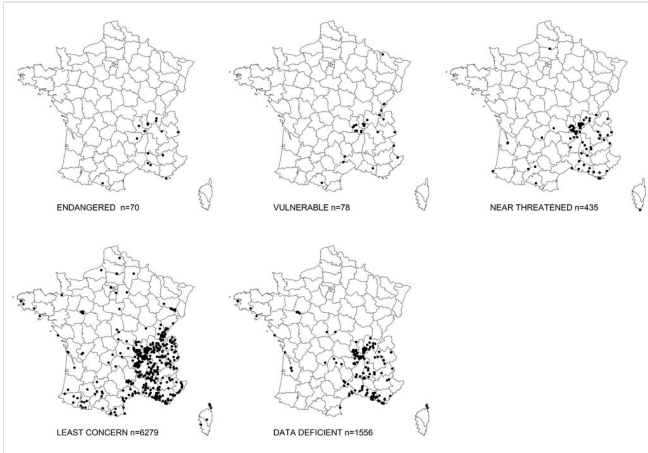 ENDANGERED n=70
VULNERABLE n=78
NEAR THREATENED n=435
LEAST CONCERN n=6279
DATA DEFICIENT n=1556